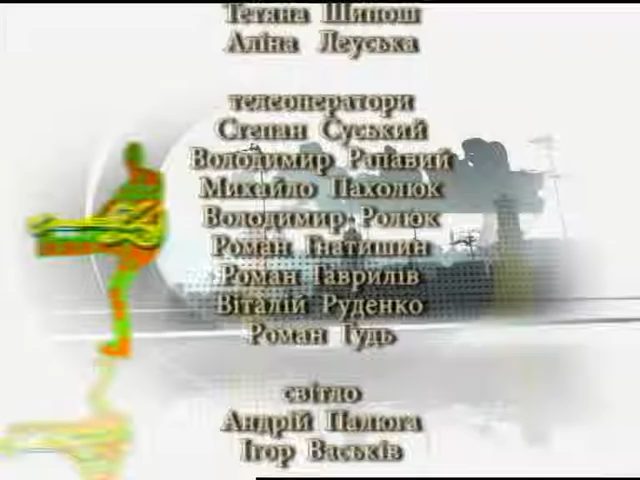 Тетяна Шинош
Аліна Леуська
телеоператори
Степан Суський
Володимир Рапавий
Михайло Пахолюк
Володимир Ролюк
Роман Гнатишин
Роман Гаврилів
Віталій Руденко
Роман Гудь
світло
Андрій Палюга
Ігор Васьків